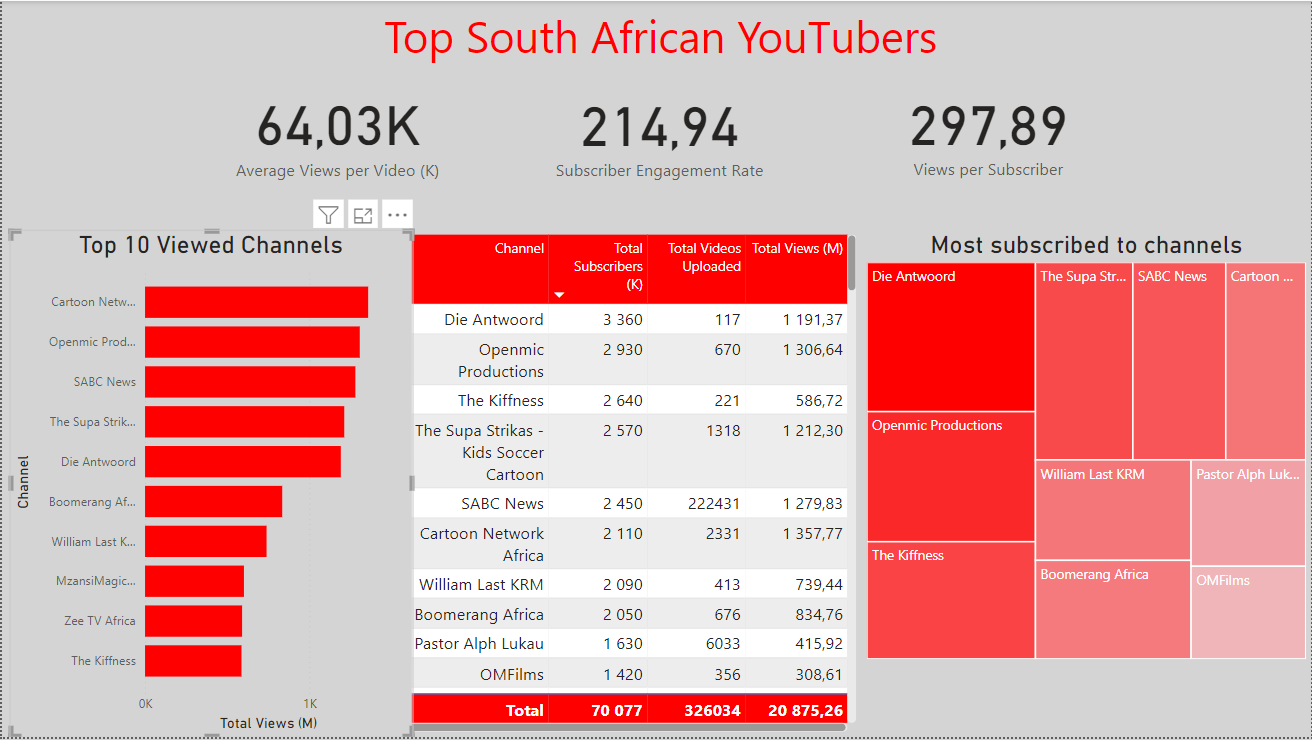 Top South African YouTubers
64,03K
Average Views per Video (K)
214,94
Subscriber Engagement Rate
297,89
Views per Subscriber
Top 10 Viewed Channels
Channel
Cartoon Netw...
Openmic Prod...
SABC News
The Supa Strik...
Die Antwoord
Boomerang Af...
William Last K...
MzansiMagic...
Zee TV Africa
The Kiffness
0K 1K
Total Views (M)
Channel Total Subscribers (K) Total Videos Uploaded Total Views (M)
Die Antwoord 3 360 117 1 191,37
Openmic Productions 2 930 670 1 306,64
The Kiffness 2 640 221 586,72
The Supa Strikas - Kids Soccer Cartoon 2 570 1318 1 212,30
SABC News 2 450 222431 1 279,83
Cartoon Network Africa 2 110 2331 1 357,77
William Last KRM 2 090 413 739,44
Boomerang Africa 2 050 676 834,76
Pastor Alph Lukau 1 630 6033 415,92
OMFilms 1 420 356 308,61
Total 70 077 326034 20 875,26
Most subscribed to channels
Die Antwoord
Openmic Productions
The Kiffness
The Supa Str...
SABC News
Cartoon ...
William Last KRM
Boomerang Africa
Pastor Alph Luk...
OMFilms